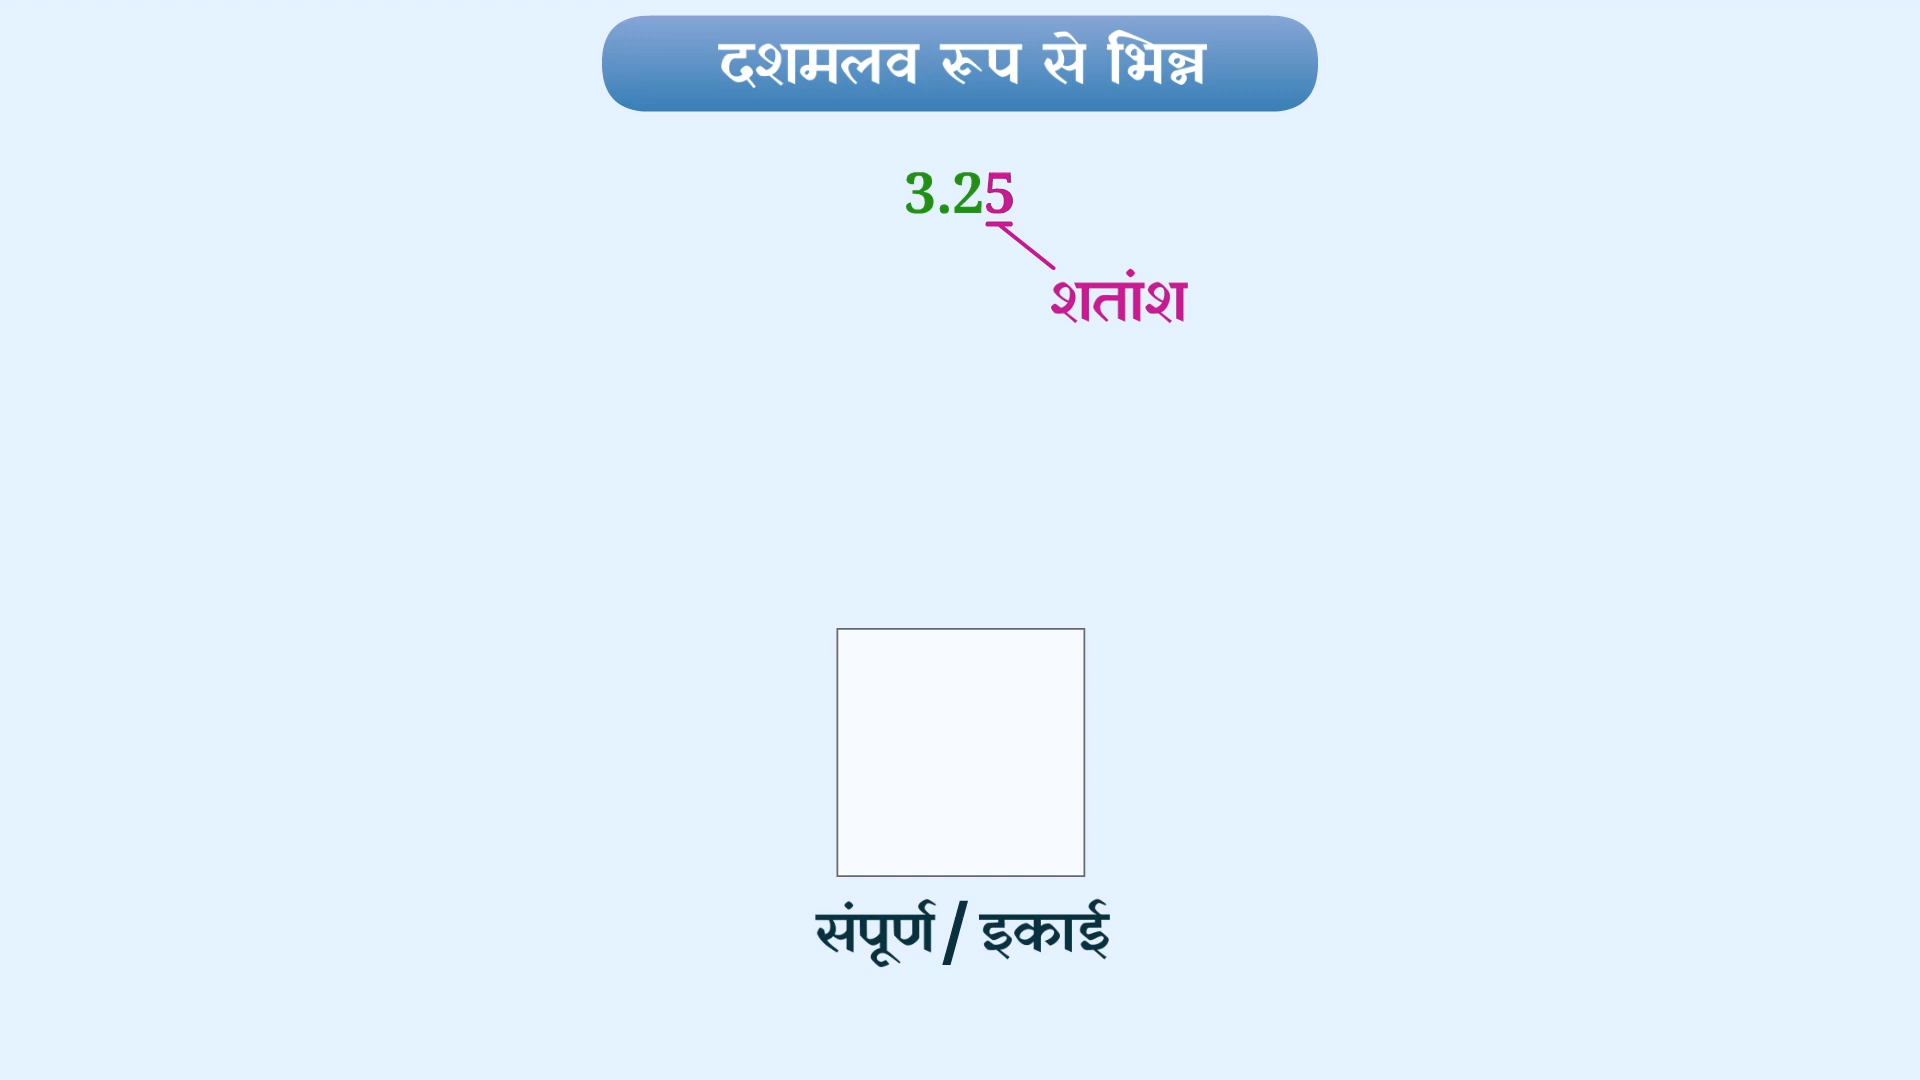 दशमलव रूप से भिन्न
3.25
शतांश
संपूर्ण / इकाई